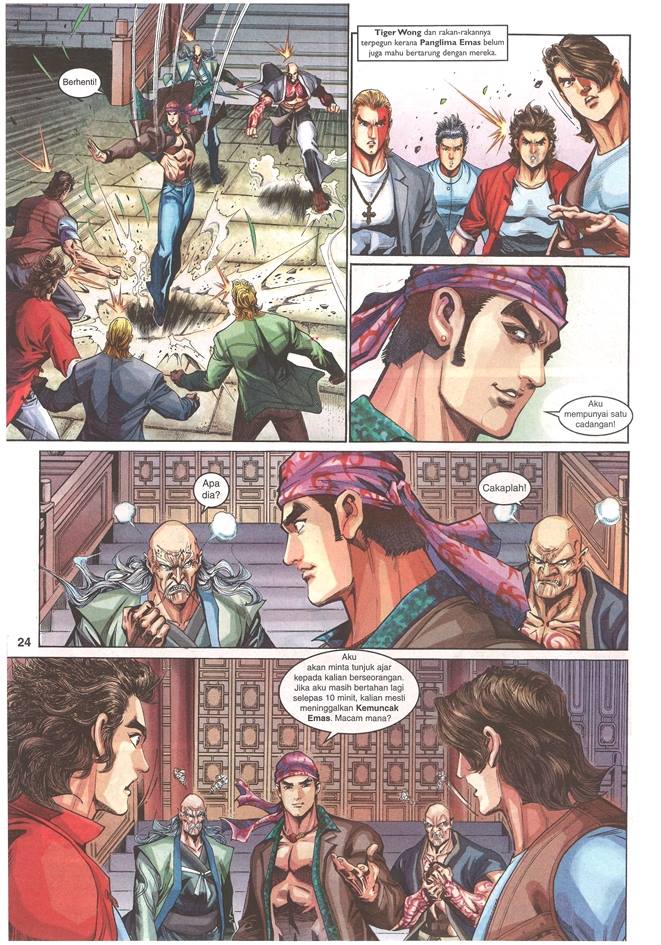 Berhenti!
Tiger Wong dan rakan-rakannya
terpegun kerana Panglima Emas belum
juga mahu bertarung dengan mereka.
Aku
mempunyai satu
cadangan!
Apa
dia?
Cakaplah!
24
Aku
akan minta tunjuk ajar
kepada kalian berseorangan.
Jika aku masih bertahan lagi
selepas 10 minit, kalian mesti
meninggalkan Kemuncak
Emas. Macam mana?